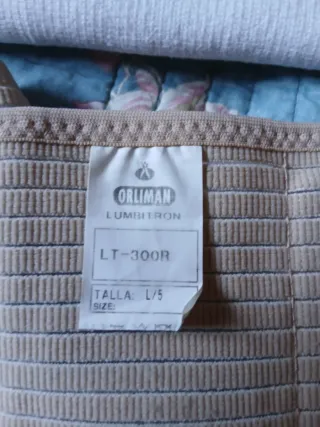 ORLIMAN
LUMBITRON
LT-300R
TALLA: L/5
SIZE: